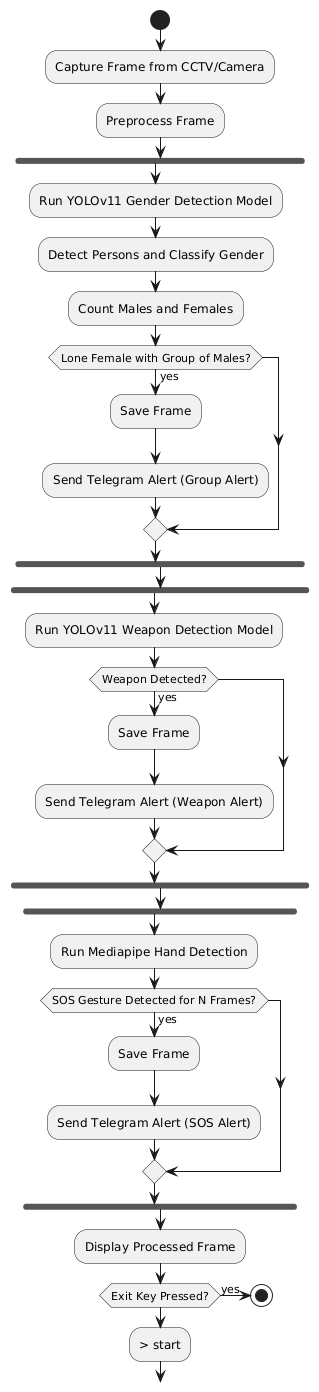 Capture Frame from CCTV/Camera
Preprocess Frame
Run YOLOv11 Gender Detection Model
Detect Persons and Classify Gender
Count Males and Females
Lone Female with Group of Males?
yes
Save Frame
Send Telegram Alert (Group Alert)
Run YOLOv11 Weapon Detection Model
Weapon Detected?
yes
Save Frame
Send Telegram Alert (Weapon Alert)
Run Mediapipe Hand Detection
SOS Gesture Detected for N Frames?
yes
Save Frame
Send Telegram Alert (SOS Alert)
Display Processed Frame
Exit Key Pressed?
yes
> start